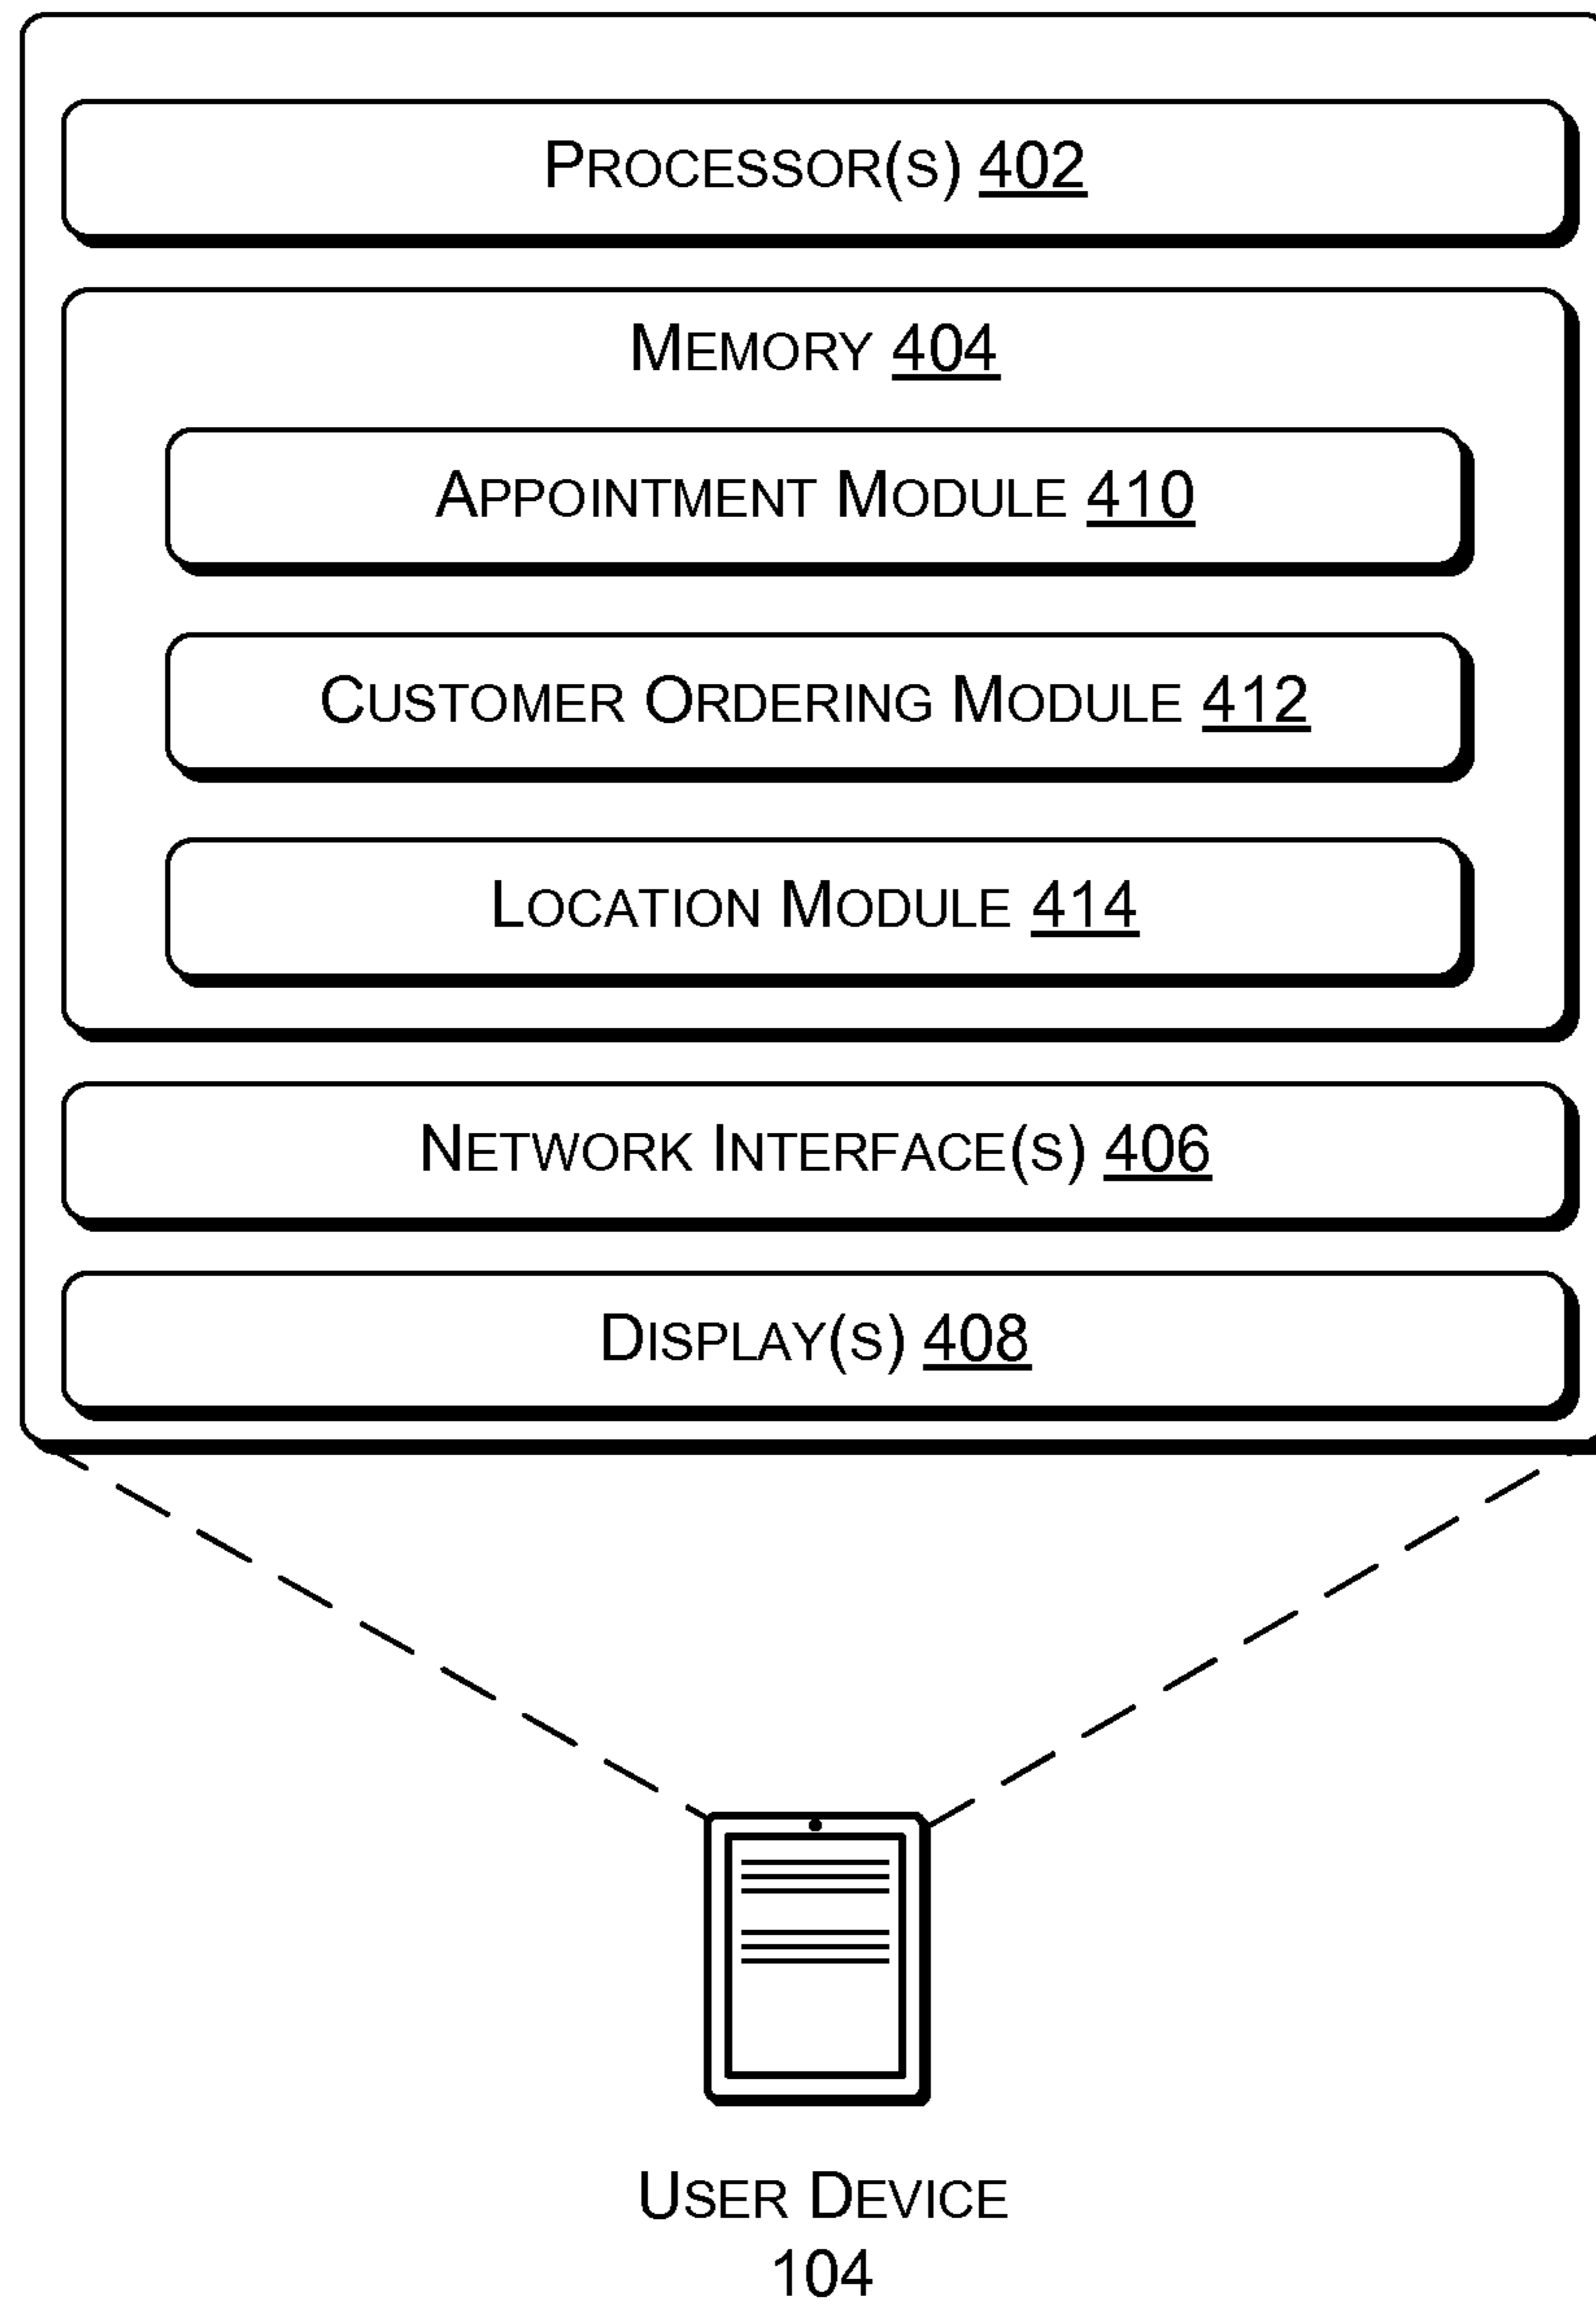 PROCESSOR(S) 402
MEMORY 404
APPOINTMENT MODULE 410
CUSTOMER ORDERING MODULE 412
LOCATION MODULE 414
NETWORK INTERFACE(S) 406
DISPLAY(S) 408
USER DEVICE
104